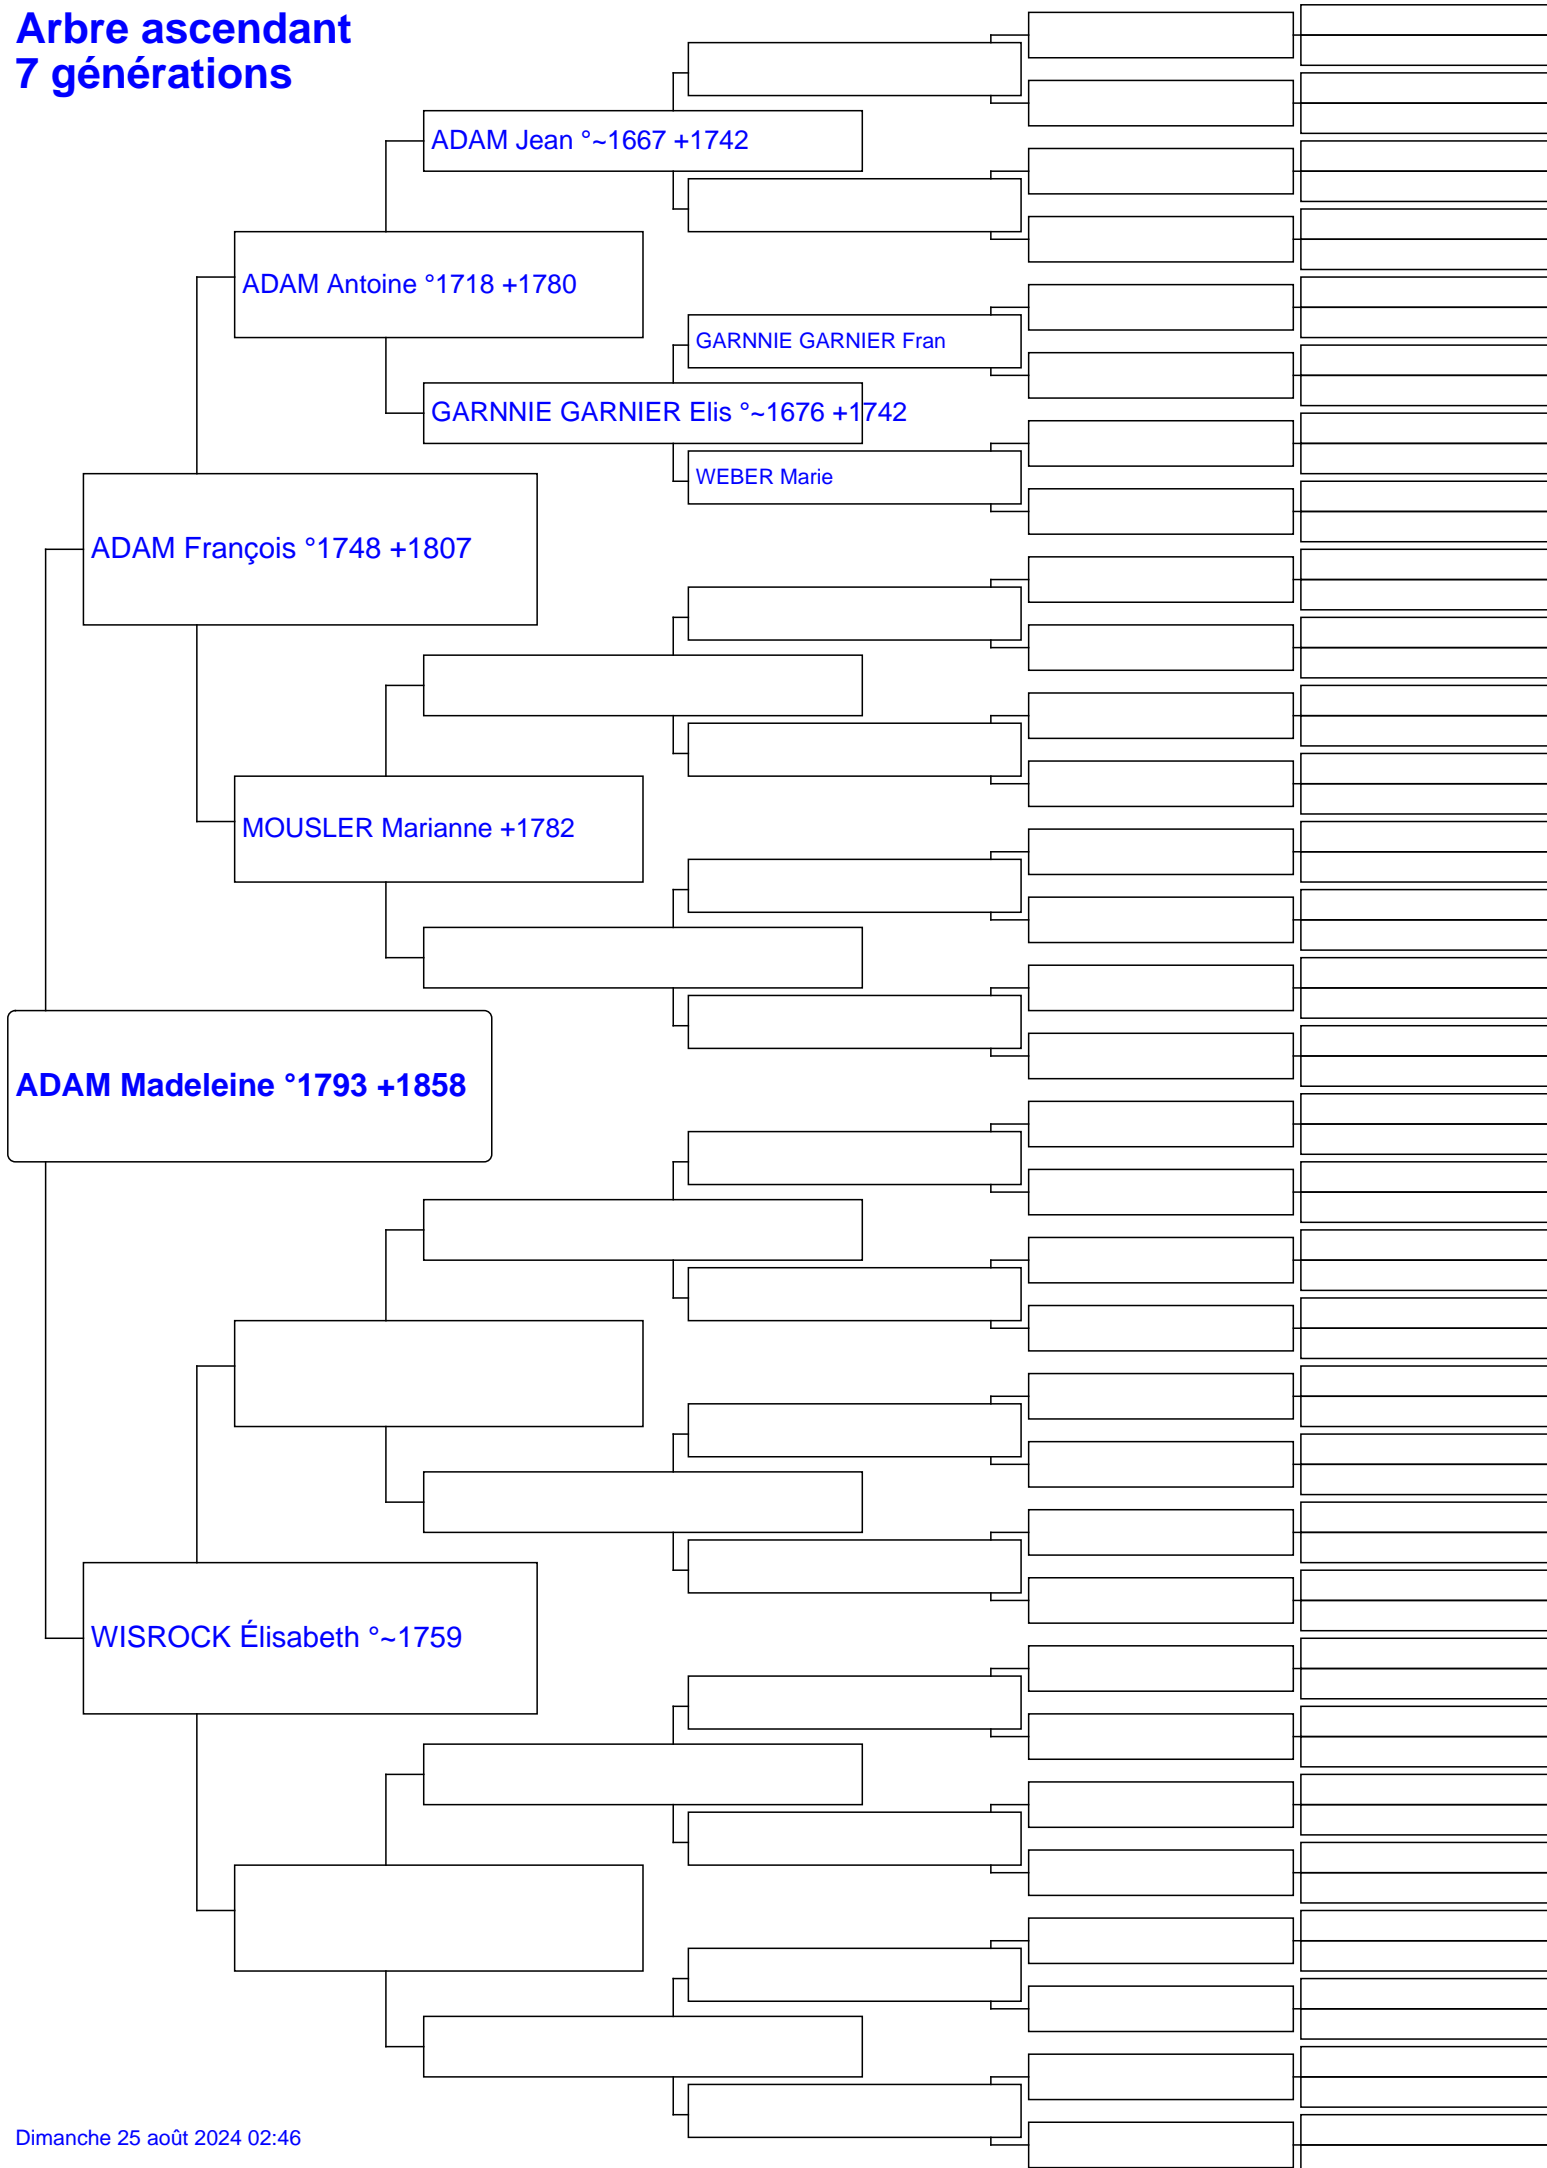 Arbre ascendant
7 générations
ADAM Jean °~1667 +1742
ADAM Antoine °1718 +1780
GARNNIE GARNIER Fran
GARNNIE GARNIER Elis °~1676 +1742
WEBER Marie
ADAM François °1748 +1807
MOUSLER Marianne +1782
ADAM Madeleine °1793 +1858
WISROCK Élisabeth °~1759
Dimanche 25 août 2024 02:46